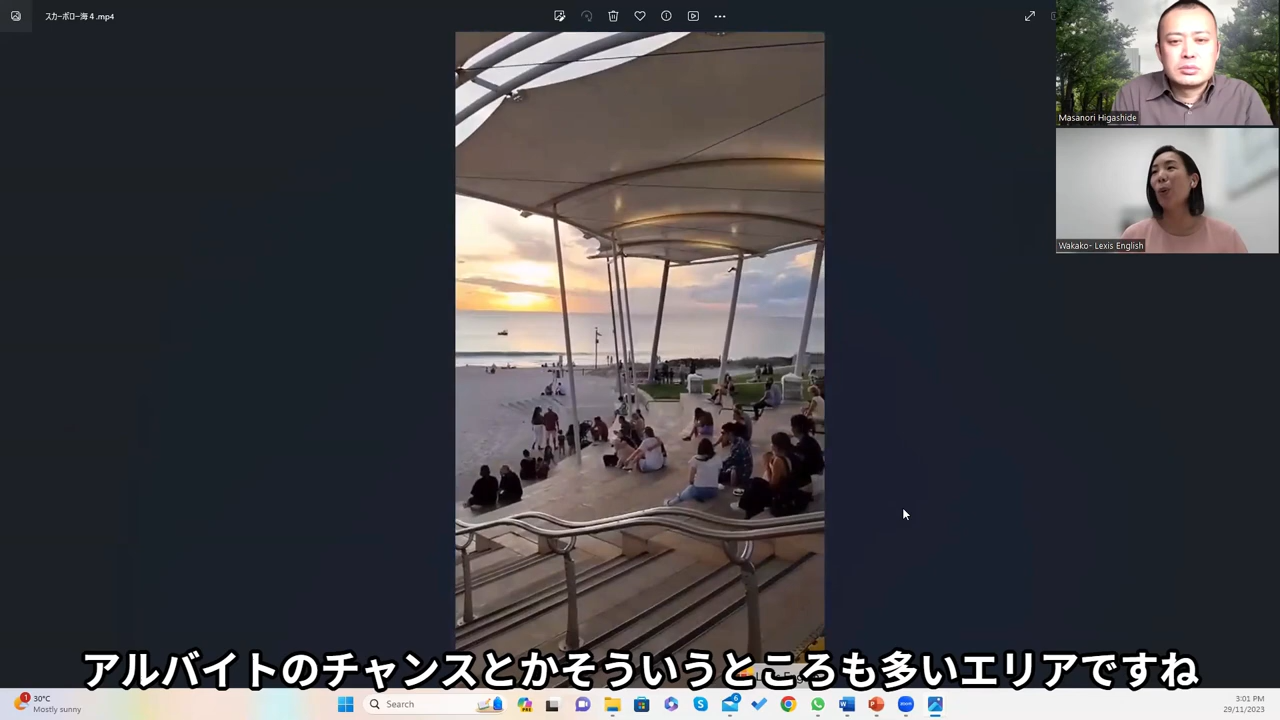 スカーボロー海４.mp4
Masanori Higashide
Wakako- Lexis English
アルバイトのチャンスとかそういうところも多いエリアですね
1
30°C
Mostly sunny
Search
6
3:01 PM
29/11/2023